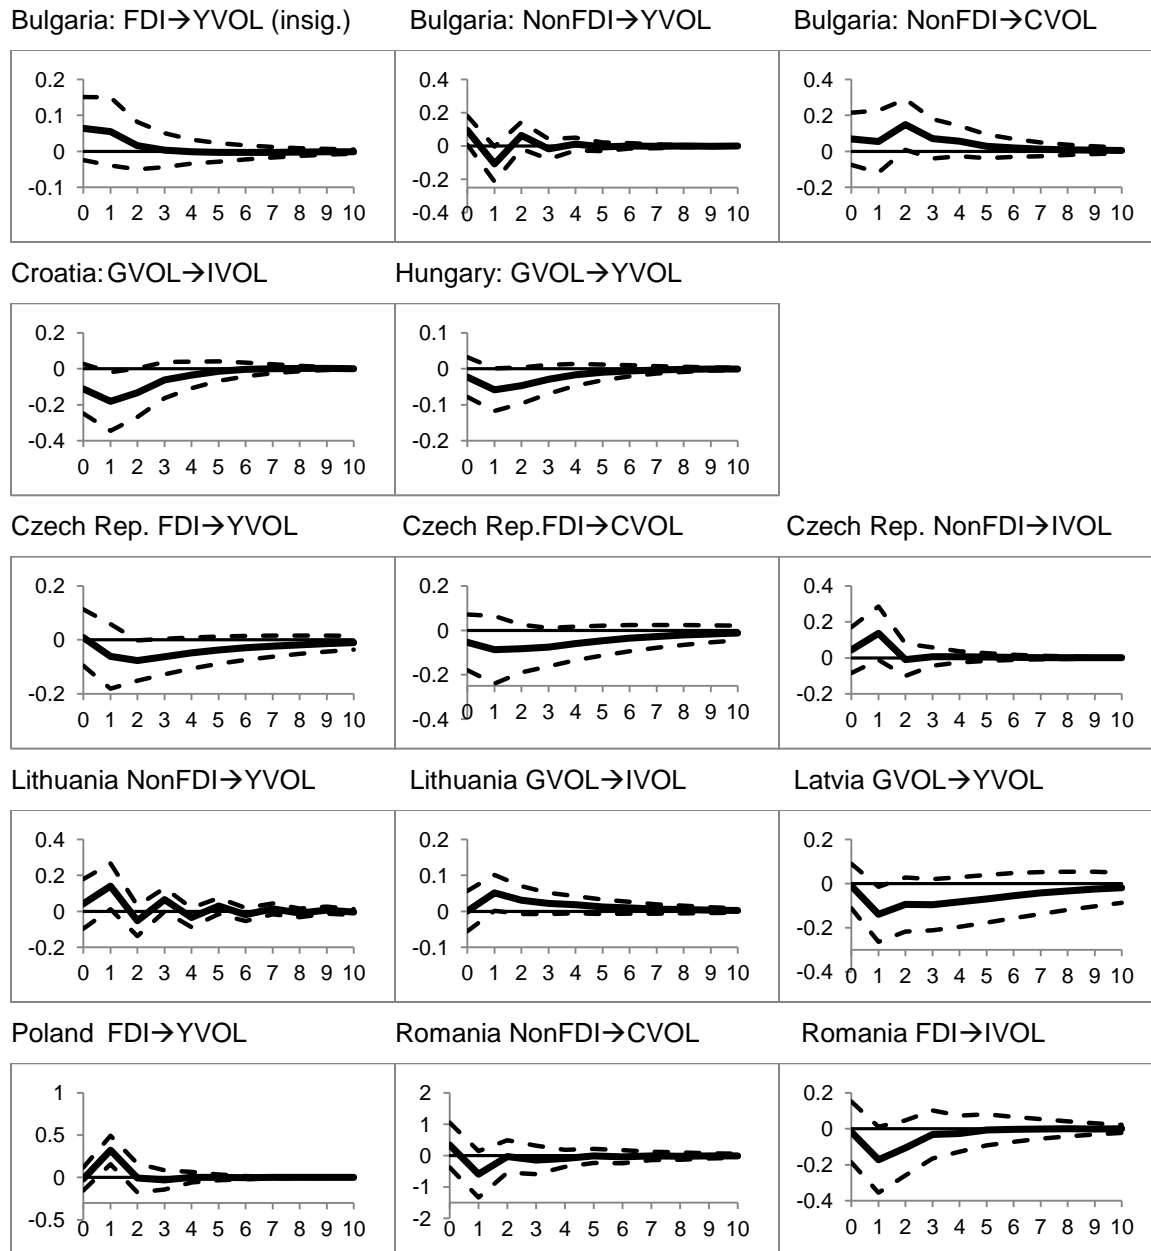 Bulgaria: FDI→YVOL (insig.) Bulgaria: NonFDI→YVOL Bulgaria: NonFDI→CVOL
0.2 0.4 0.4
0.1 0.2 0.2
0 0 0
-0.1 -0.2 -0.2
-0.4
0 1 2 3 4 5 6 7 8 9 10 0 1 2 3 4 5 6 7 8 9 10 0 1 2 3 4 5 6 7 8 9 10
Croatia: GVOL→IVOL Hungary: GVOL→YVOL
0.2 0.1
0 0
-0.2 -0.1
-0.4 -0.2
0 1 2 3 4 5 6 7 8 9 10 0 1 2 3 4 5 6 7 8 9 10
Czech Rep. FDI→YVOL Czech Rep.FDI→CVOL Czech Rep. NonFDI→IVOL
0.2 0.2 0.4
0 0 0.2
-0.2 -0.2 0
-0.4 -0.2
0 1 2 3 4 5 6 7 8 9 10 0 1 2 3 4 5 6 7 8 9 10 0 1 2 3 4 5 6 7 8 9 10
Lithuania NonFDI→YVOL Lithuania GVOL→IVOL Latvia GVOL→YVOL
0.4 0.2 0.2
0.2 0.1 0
0 0 -0.2
-0.2 -0.1 -0.4
0 1 2 3 4 5 6 7 8 9 10 0 1 2 3 4 5 6 7 8 9 10 0 1 2 3 4 5 6 7 8 9 10
Poland FDI→YVOL Romania NonFDI→CVOL Romania FDI→IVOL
1 2 0.2
0.5 1 0
0 0 -0.2
-0.5 -1 -0.4
-2
0 1 2 3 4 5 6 7 8 9 10 0 1 2 3 4 5 6 7 8 9 10 0 1 2 3 4 5 6 7 8 9 10